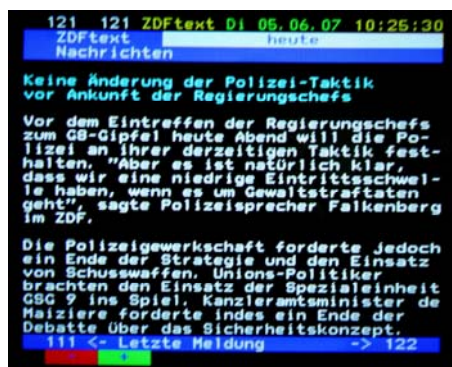 121 121 ZDFtext Di 05.06.07 10:25:30
ZDFtext heute
Nachrichten
Keine Änderung der Polizei-Taktik
vor Ankunft der Regierungschefs
Vor dem Eintreffen der Regierungschefs
zum G8-Gipfel heute Abend will die Po-
lizei an ihrer derzeitigen Taktik fest-
halten. "Aber es ist natürlich klar,
dass wir eine niedrige Eintrittsschwel-
le haben, wenn es um Gewaltstraftaten
geht", sagte Polizeisprecher Falkenberg
im ZDF.
Die Polizeigewerkschaft forderte jedoch
ein Ende der Strategie und den Einsatz
von Schusswaffen. Unions-Politiker
brachten den Einsatz der Spezialeinheit
GSG 9 ins Spiel. Kanzleramtsminister de
Maiziere forderte indes ein Ende der
Debatte über das Sicherheitskonzept.
111 <- Letzte Meldung -> 122
- +